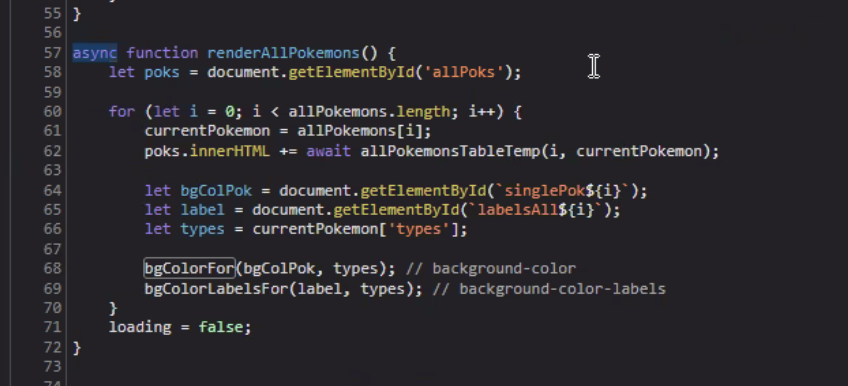 55 }
56
57 async function renderAllPokemons() {
58     let poks = document.getElementById('allPoks');
59
60     for (let i = 0; i < allPokemons.length; i++) {
61         currentPokemon = allPokemons[i];
62         poks.innerHTML += await allPokemonsTableTemp(i, currentPokemon);
63
64         let bgColPok = document.getElementById(`singlePok${i}`);
65         let label = document.getElementById(`labelsAll${i}`);
66         let types = currentPokemon['types'];
67
68         bgColorFor(bgColPok, types); // background-color
69         bgColorLabelsFor(label, types); // background-color-labels
70     }
71     loading = false;
72 }
73
74